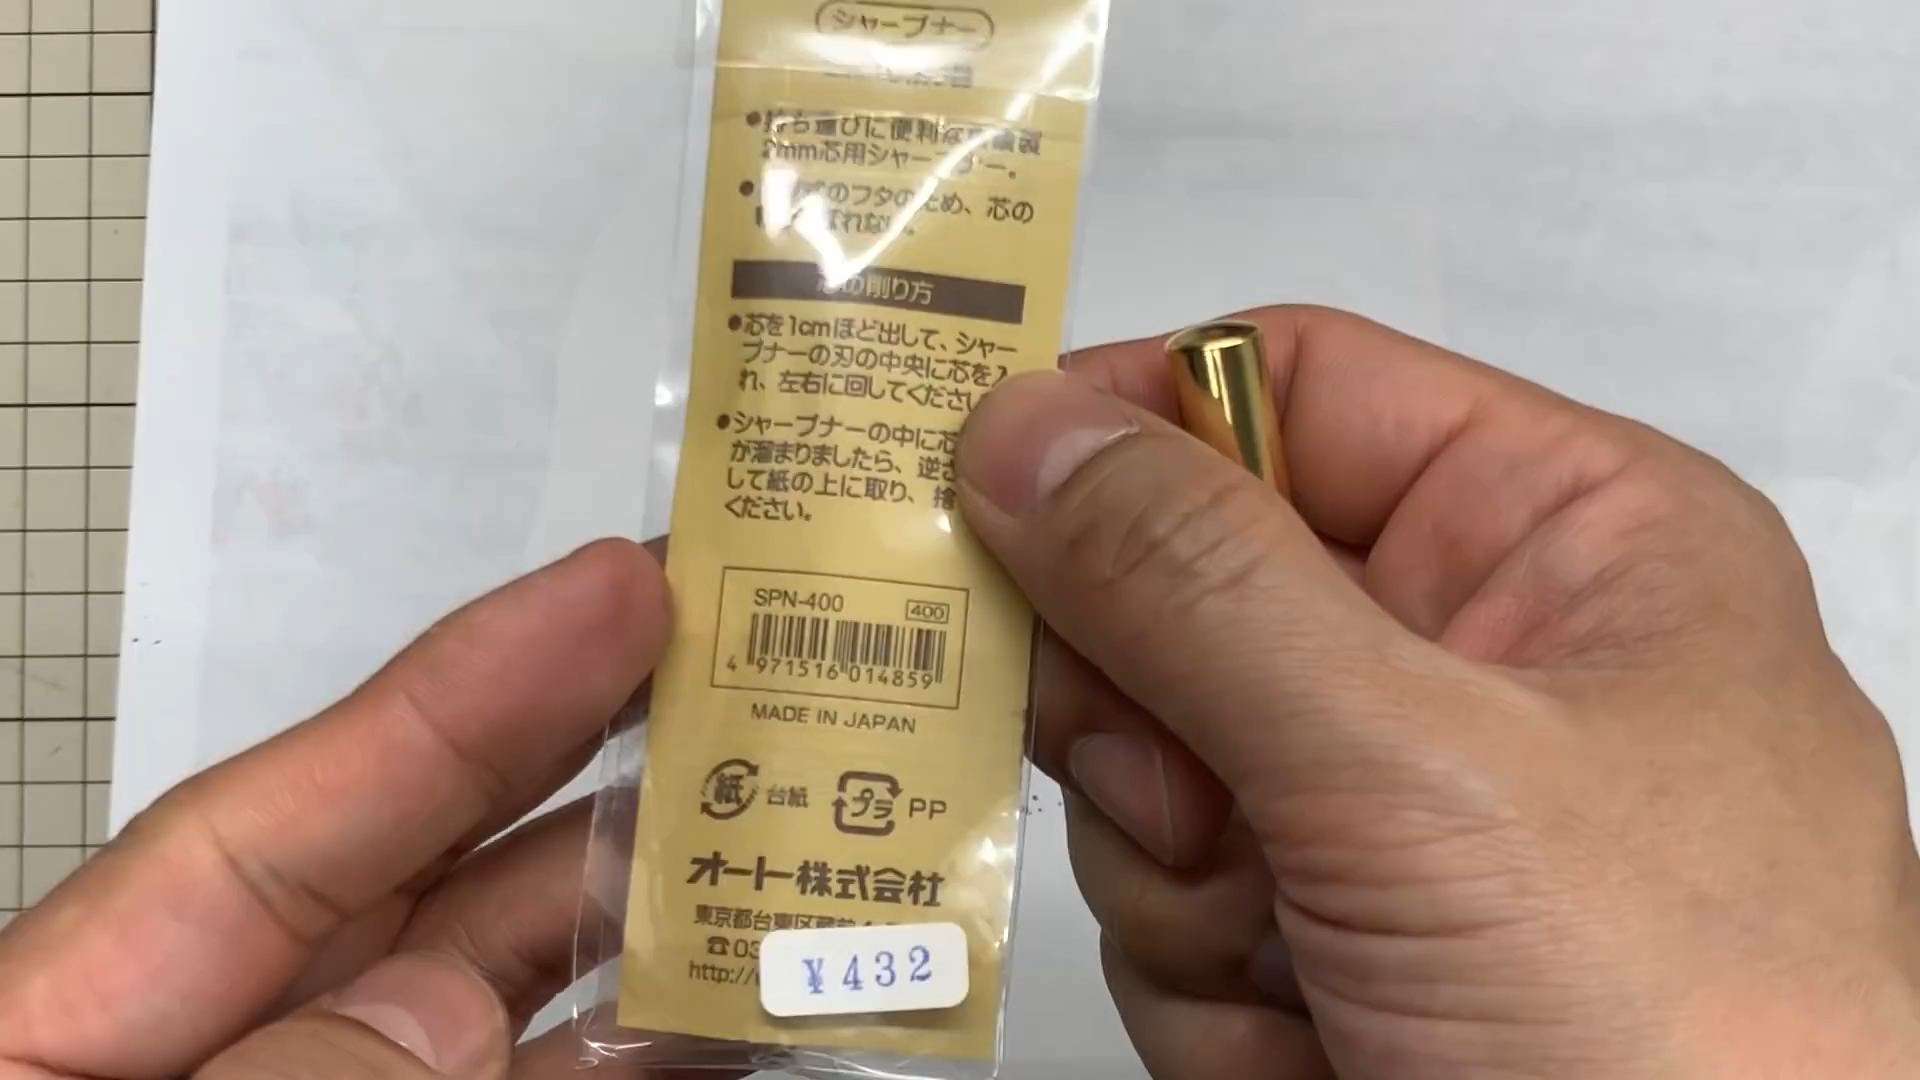 シャープナー
●持ち運びに便利な製
2mm芯用シャー
のフタのため、芯の
れない。
の削り方
●芯を1cmほど出して、シャー
プナーの刃の中央に芯を入
れ、左右に回してくださ
●シャープナーの中に芯
が溜まりましたら、逆さ
して紙の上に取り、捨
ください。
SPN-400 400
4 971516 014859
MADE IN JAPAN
紙 台紙 プラ PP
オート株式会社
東京都台東区蔵前
☎03
http://
¥432